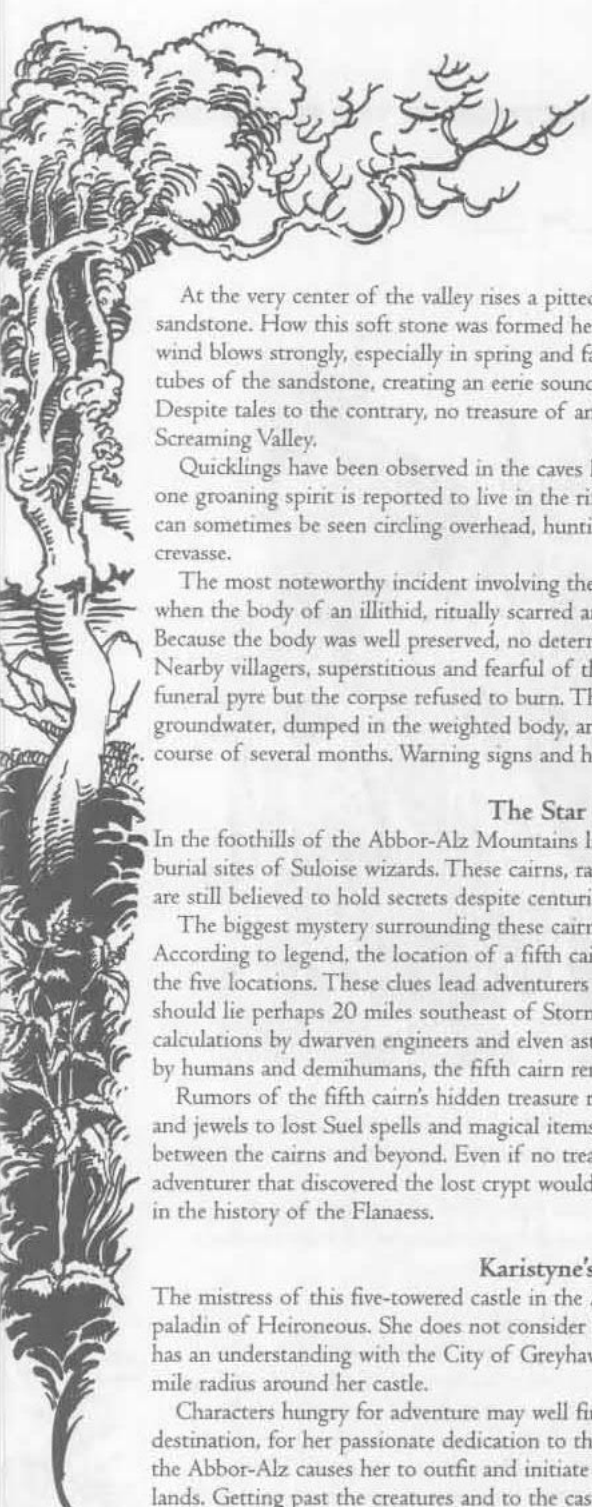 At the very center of the valley rises a pitted
sandstone. How this soft stone was formed he
wind blows strongly, especially in spring and fa
tubes of the sandstone, creating an eerie sound
Despite tales to the contrary, no treasure of an
Screaming Valley.
Quicklings have been observed in the caves
one groaning spirit is reported to live in the ri
can sometimes be seen circling overhead, hunti
crevasse.
The most noteworthy incident involving the
when the body of an illithid, ritually scarred a
Because the body was well preserved, no determ
Nearby villagers, superstitious and fearful of th
funeral pyre but the corpse refused to burn. Th
groundwater, dumped in the weighted body, an
course of several months. Warning signs and h
The Star
In the foothills of the Abbor-Alz Mountains l
burial sites of Suloise wizards. These cairns, ra
are still believed to hold secrets despite centuri
The biggest mystery surrounding these cairn
According to legend, the location of a fifth cai
the five locations. These clues lead adventurers
should lie perhaps 20 miles southeast of Storm
calculations by dwarven engineers and elven ast
by humans and demihumans, the fifth cairn re
Rumors of the fifth cairn's hidden treasure r
and jewels to lost Suel spells and magical items
between the cairns and beyond. Even if no trea
adventurer that discovered the lost crypt would
in the history of the Flanaess.
Karistyne's
The mistress of this five-towered castle in the
paladin of Heironeous. She does not consider
has an understanding with the City of Greyhaw
mile radius around her castle.
Characters hungry for adventure may well fi
destination, for her passionate dedication to th
the Abbor-Alz causes her to outfit and initiate
lands. Getting past the creatures and to the cas